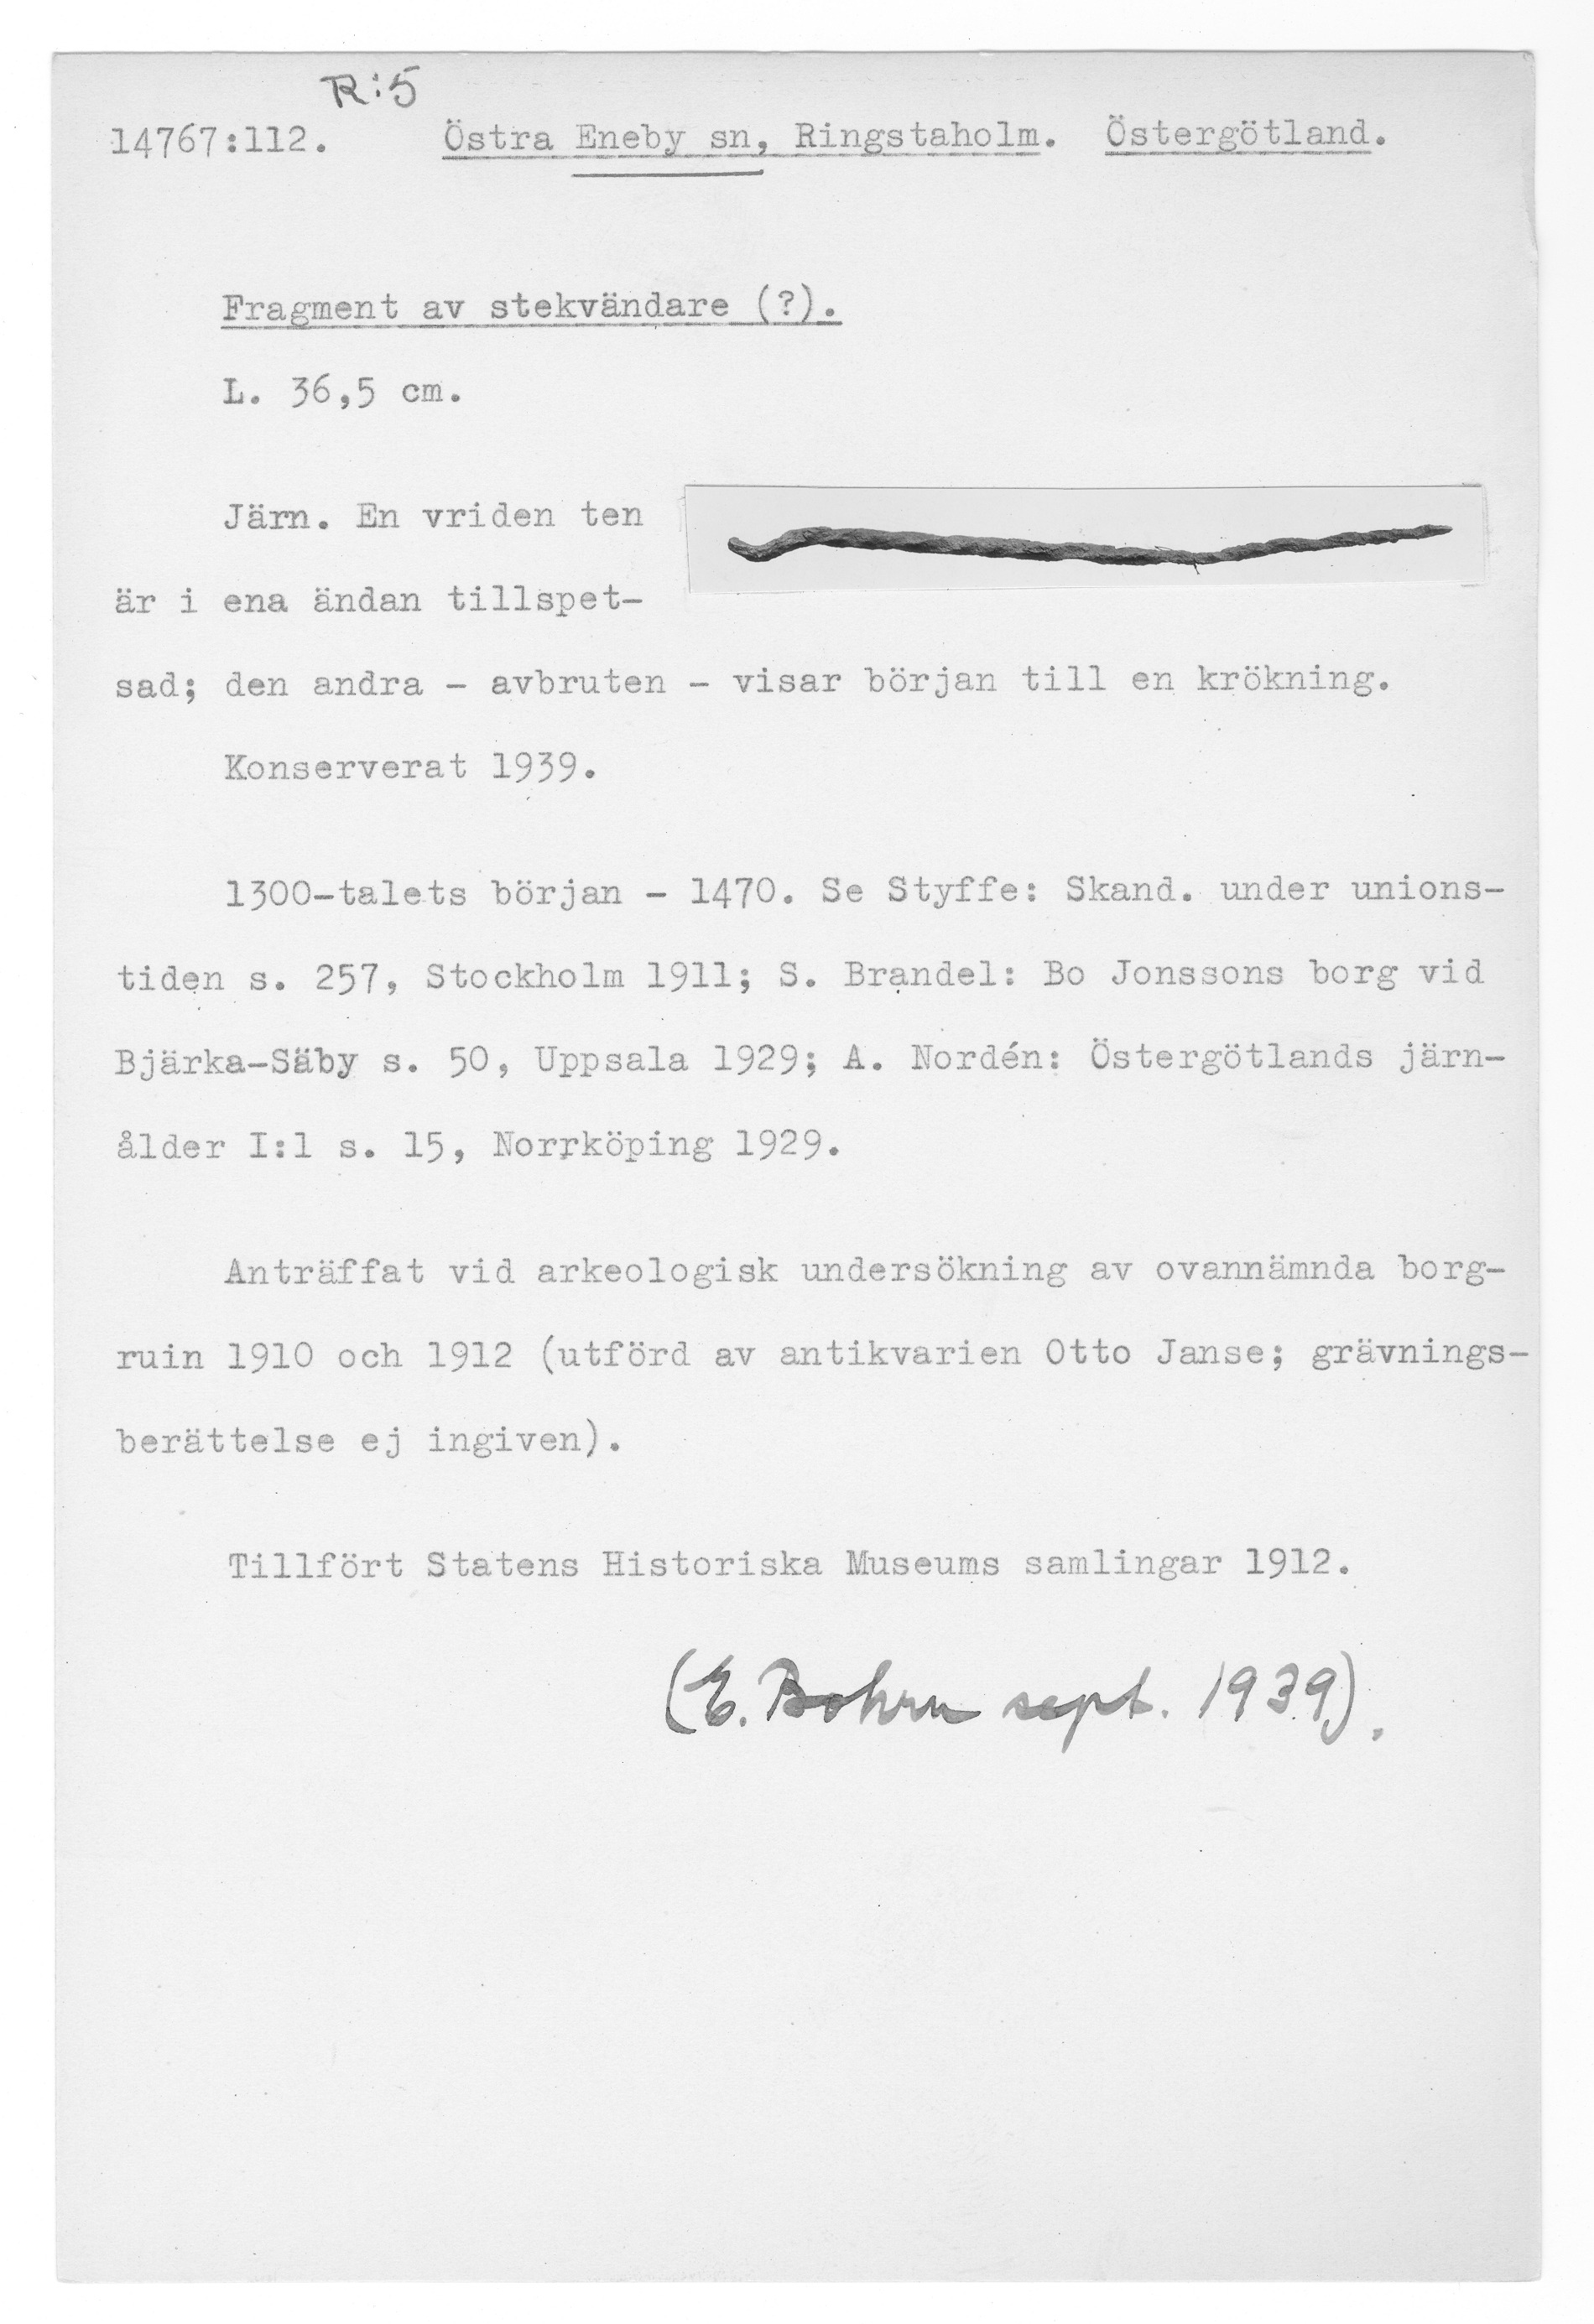 R:5
14767:112. Östra Eneby sn, Ringstaholm. Östergötland.
Fragment av stekvändare (?).
L. 36,5 cm.
Järn. En vriden ten
är i ena ändan tillspet-
sad; den andra - avbruten - visar början till en krökning.
Konserverat 1939.
1300-talets början - 1470. Se Styffe: Skand. under unions-
tiden s. 257, Stockholm 1911; S. Brandel: Bo Jonssons borg vid
Bjärka-Säby s. 50, Uppsala 1929; A. Nordén: Östergötlands järn-
ålder I:1 s. 15, Norrköping 1929.
Anträffat vid arkeologisk undersökning av ovannämnda borg-
ruin 1910 och 1912 (utförd av antikvarien Otto Janse; grävnings-
berättelse ej ingiven).
Tillfört Statens Historiska Museums samlingar 1912.
(E. Bohrn sept. 1939).